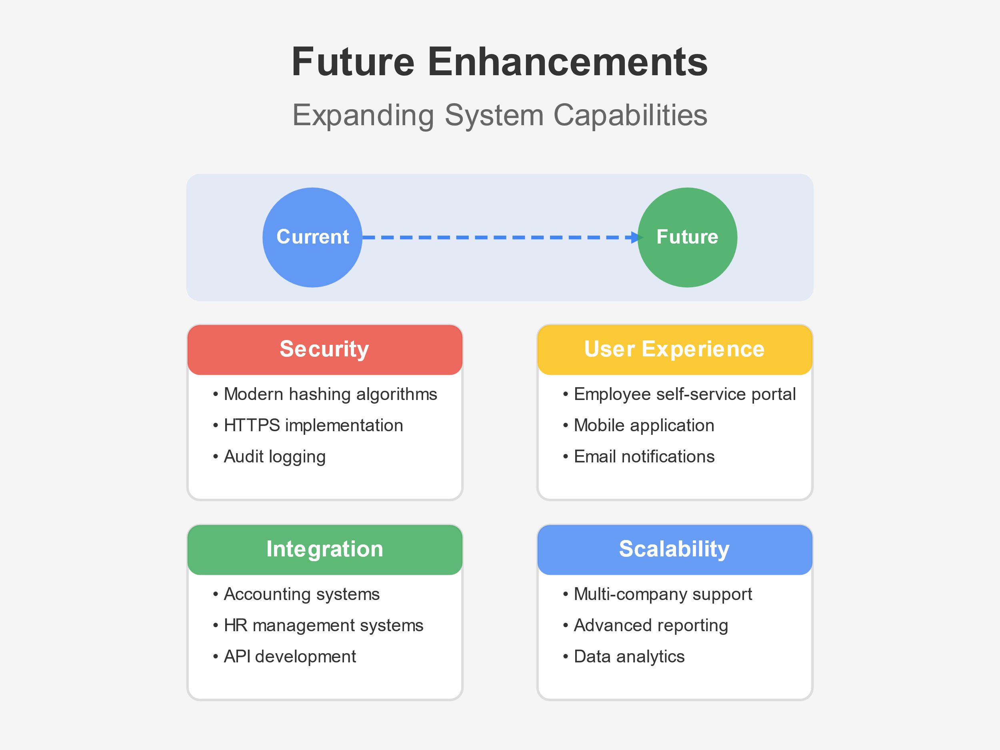 Future Enhancements
Expanding System Capabilities
Current
Future
Security
• Modern hashing algorithms
• HTTPS implementation
• Audit logging
User Experience
• Employee self-service portal
• Mobile application
• Email notifications
Integration
• Accounting systems
• HR management systems
• API development
Scalability
• Multi-company support
• Advanced reporting
• Data analytics